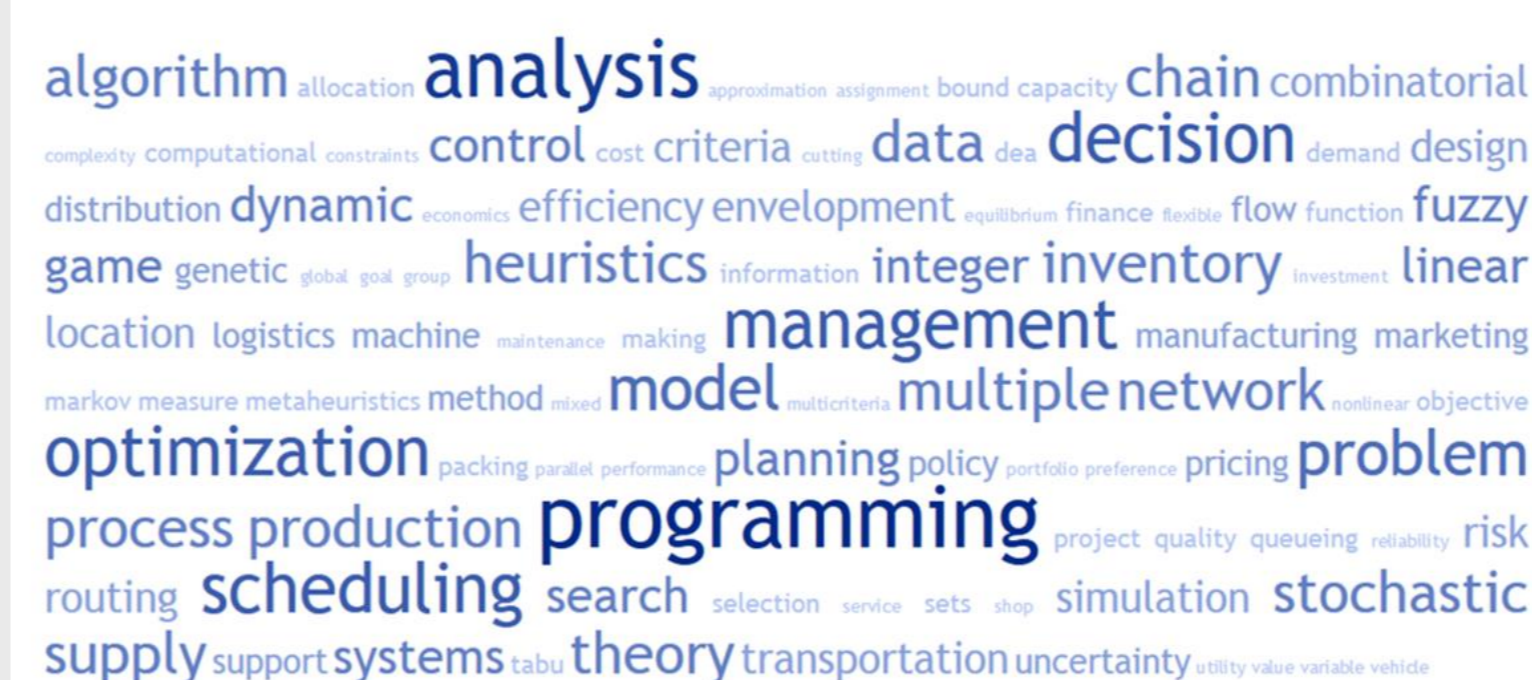 algorithm allocation analysis approximation assignment bound capacity chain combinatorial
complexity computational constraints control cost criteria cutting data dea decision demand design
distribution dynamic economics efficiency envelopment equilibrium finance flexible flow function fuzzy
game genetic global goal group heuristics information integer inventory investment linear
location logistics machine maintenance making management manufacturing marketing
markov measure metaheuristics method mixed model multicriteria multiple network nonlinear objective
optimization packing parallel performance planning policy portfolio preference pricing problem
process production programming project quality queueing reliability risk
routing scheduling search selection service sets shop simulation stochastic
supply support systems tabu theory transportation uncertainty utility value variable vehicle